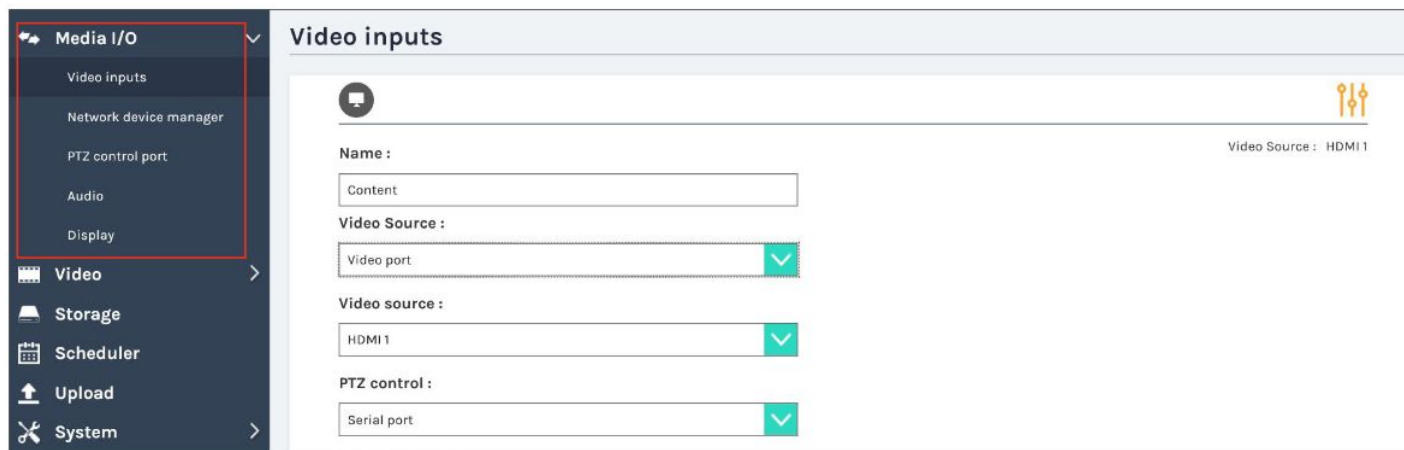 Media I/O
Video inputs
Network device manager
PTZ control port
Audio
Display
Video
Storage
Scheduler
Upload
System
Video inputs
Video Source : HDMI 1
Name :
Content
Video Source :
Video port
Video source :
HDMI 1
PTZ control :
Serial port